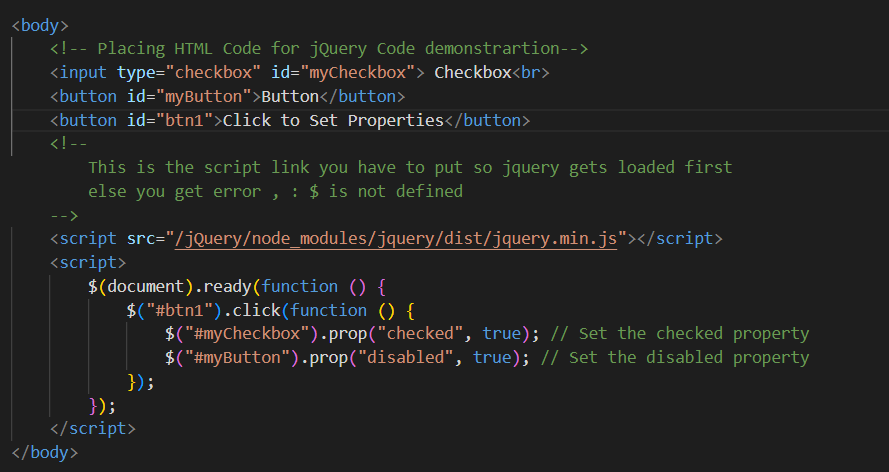 <body>
<!-- Placing HTML Code for jQuery Code demonstrartion-->
<input type="checkbox" id="myCheckbox"> Checkbox<br>
<button id="myButton">Button</button>
<button id="btn1">Click to Set Properties</button>
<!--
This is the script link you have to put so jquery gets loaded first
else you get error , : $ is not defined
-->
<script src="/jQuery/node_modules/jquery/dist/jquery.min.js"></script>
<script>
$(document).ready(function () {
$("#btn1").click(function () {
$("#myCheckbox").prop("checked", true); // Set the checked property
$("#myButton").prop("disabled", true); // Set the disabled property
});
});
</script>
</body>